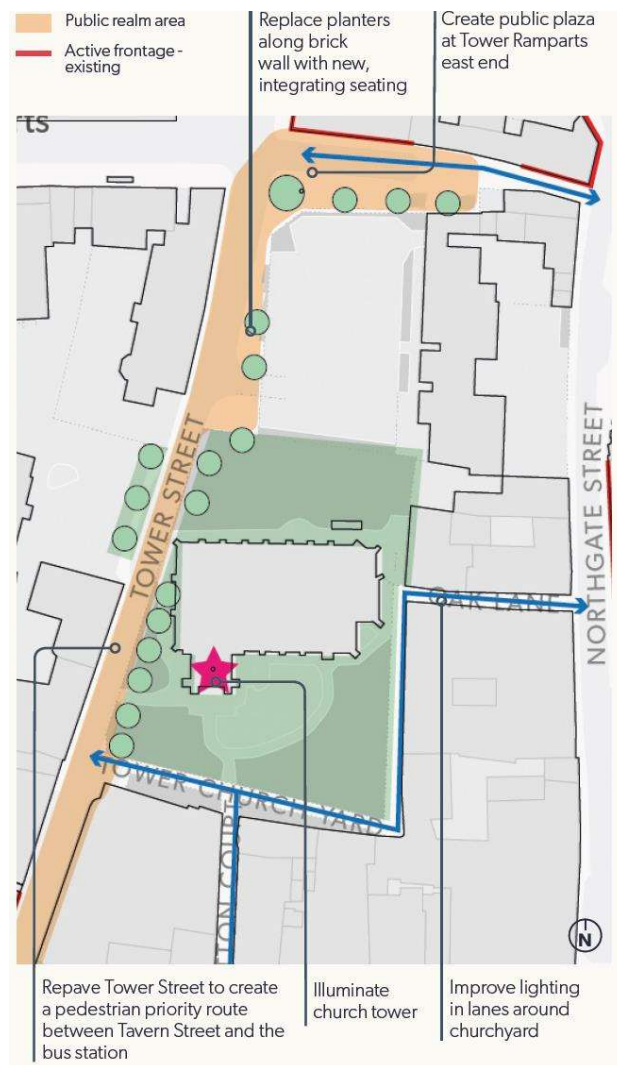 Public realm area
Active frontage -
existing
Replace planters
along brick
wall with new,
integrating seating
Create public plaza
at Tower Ramparts
east end
TOWER STREET
NORTHGATE STREET
OAK LANE
TOWER CHURCH YARD
N
Repave Tower Street to create
a pedestrian priority route
between Tavern Street and the
bus station
Illuminate
church tower
Improve lighting
in lanes around
churchyard